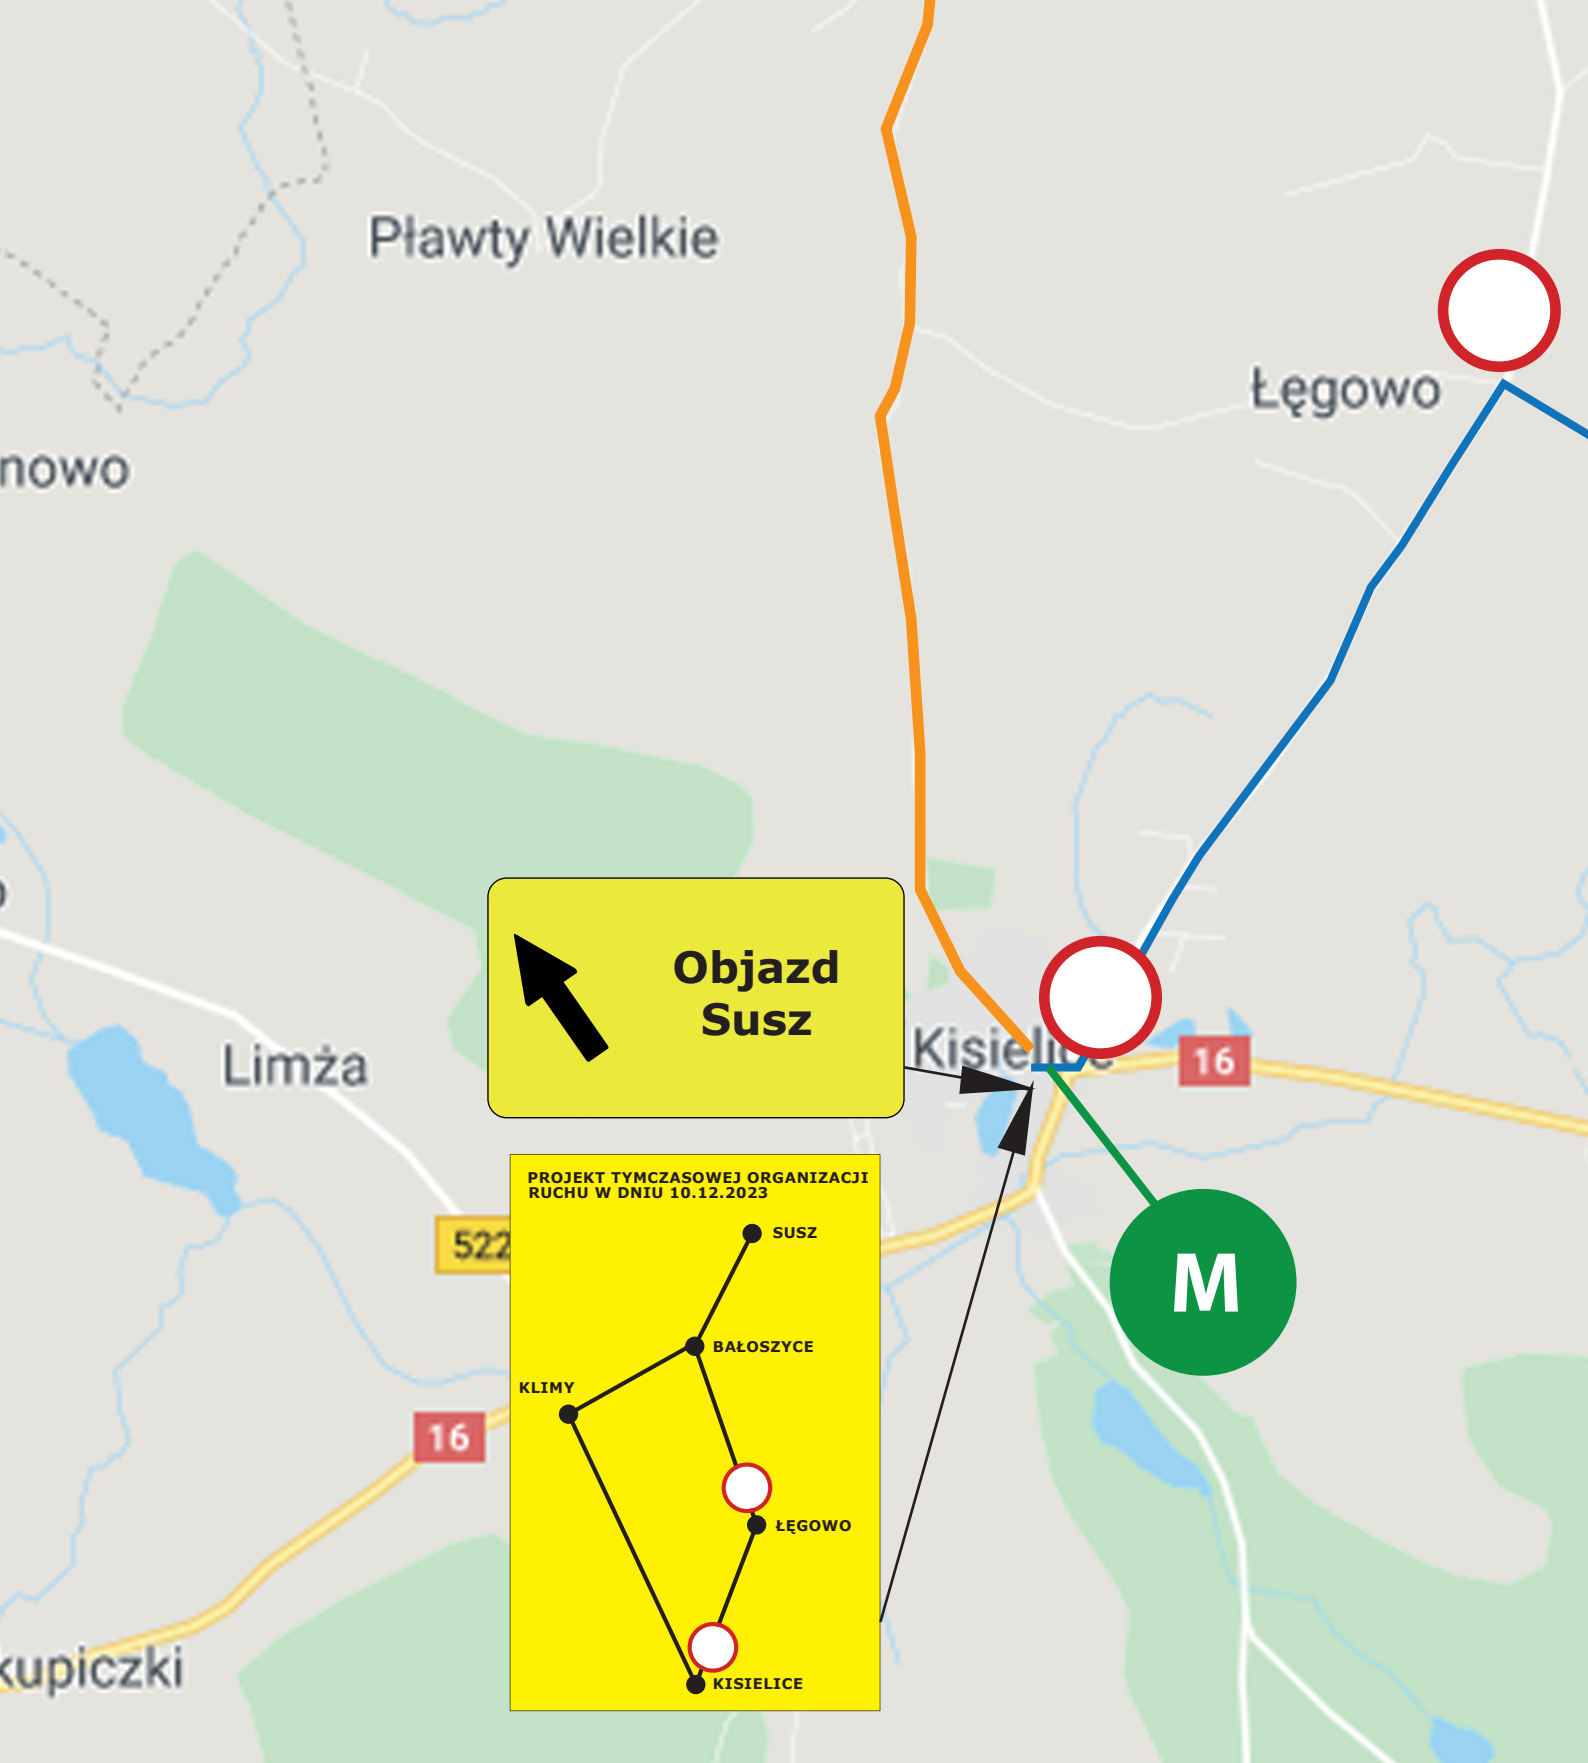 Pławty Wielkie
Łęgowo
nowo
Objazd
Susz
Kisielice
16
Limża
PROJEKT TYMCZASOWEJ ORGANIZACJI
RUCHU W DNIU 10.12.2023
SUSZ
522
M
BAŁOSZYCE
KLIMY
16
ŁĘGOWO
kupiczki
KISIELICE